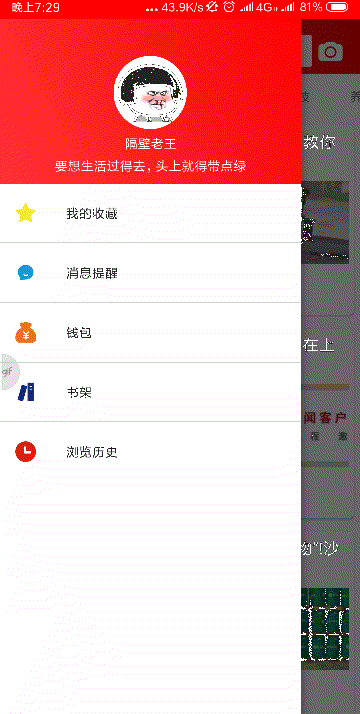 晚上7:29 ... 43.9K/s 4G 81%
隔壁老王
要想生活过得去，头上就得带点绿
我的收藏
消息提醒
钱包
gif
书架
浏览历史
教你
在上
闻客户